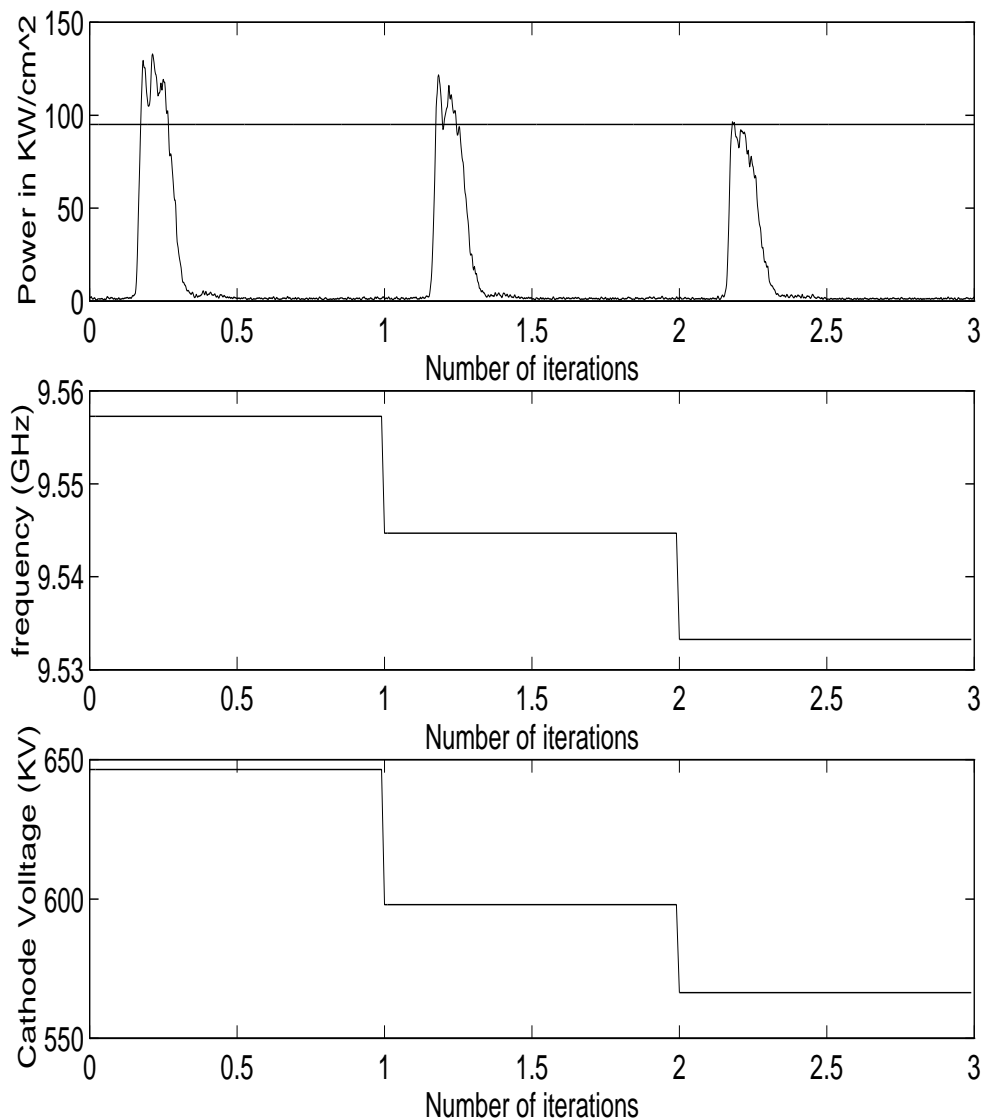 Power in KW/cm^2
150
100
50
0
0 0.5 1 1.5 2 2.5 3
Number of iterations
frequency (GHz)
9.56
9.55
9.54
9.53
0 0.5 1 1.5 2 2.5 3
Number of iterations
Cathode Volltage (KV)
650
600
550
0 0.5 1 1.5 2 2.5 3
Number of iterations